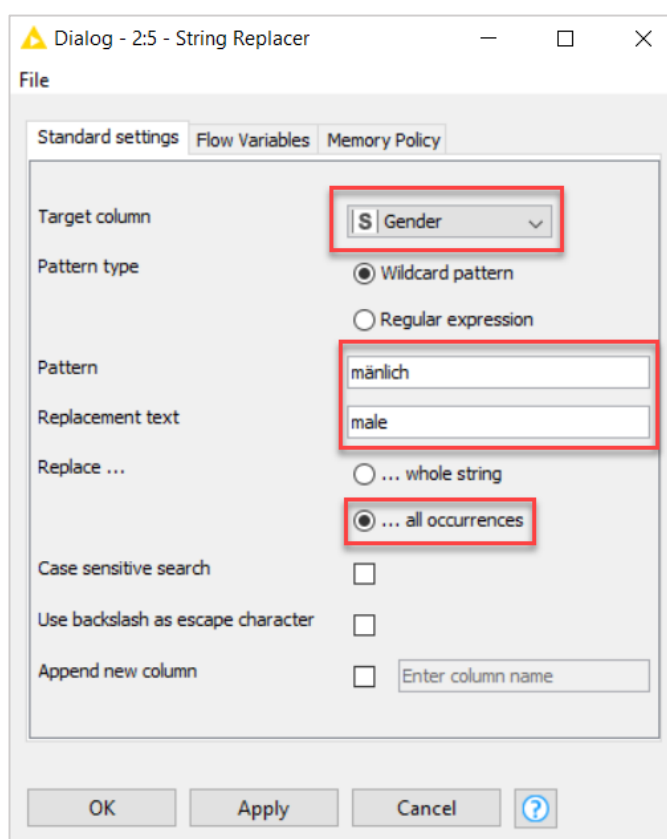 Dialog - 2:5 - String Replacer
File
Standard settings Flow Variables Memory Policy
Target column S Gender
Pattern type Wildcard pattern
Regular expression
Pattern mänlich
Replacement text male
Replace ... ... whole string
... all occurrences
Case sensitive search
Use backslash as escape character
Append new column Enter column name
OK Apply Cancel ?